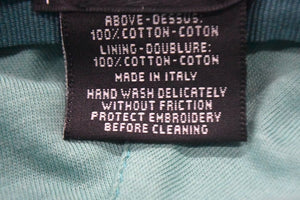 ABOVE-DESSUS:
100% COTTON-COTON
LINING-DOUBLURE:
100% COTTON-COTON
MADE IN ITALY
HAND WASH DELICATELY
WITHOUT FRICTION
PROTECT EMBROIDERY
BEFORE CLEANING